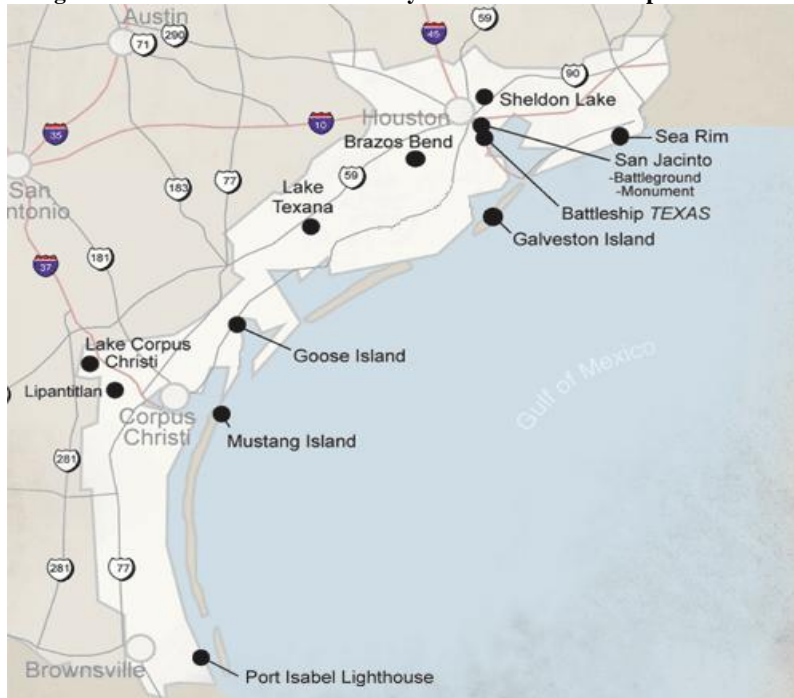 Austin
290
71
59
45
90
Houston
Sheldon Lake
10
35
Brazos Bend
Sea Rim
San Jacinto
-Battleground
-Monument
San
ntonio
183
77
59
Lake
Texana
Battleship TEXAS
Galveston Island
181
37
Goose Island
Lake Corpus
Christi
Lipantitlan
Corpus
Christi
Mustang Island
Gulf of Mexico
281
281
77
Brownsville
Port Isabel Lighthouse